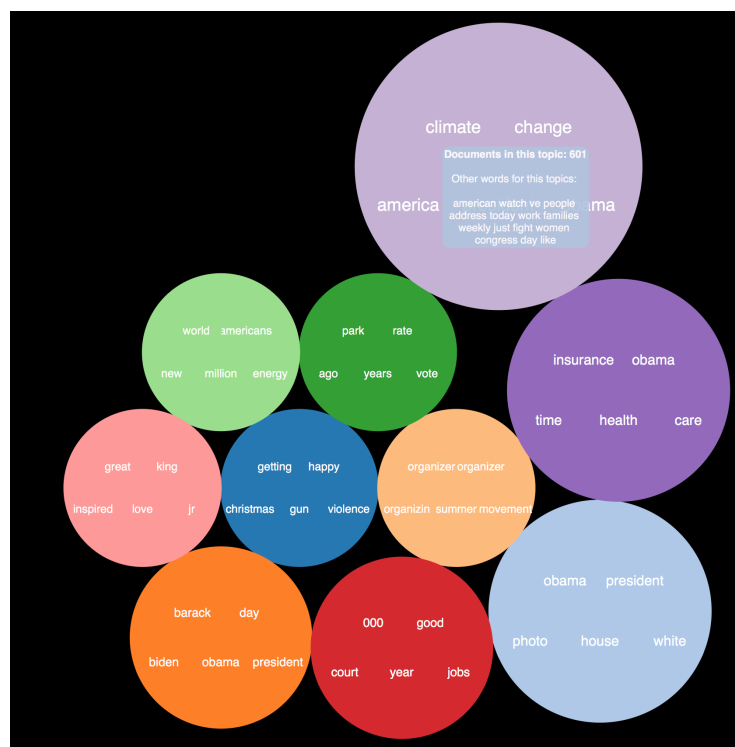 climate change
Documents in this topic: 601
Other words for this topics:
american watch ve people
america
address today work families
weekly just fight women
congress day like
world americans
new million energy
park rate
ago years vote
insurance obama
time health care
great king
inspired love jr
getting happy
christmas gun violence
organizer organizer
organizin summer movement
obama president
photo house white
barack day
biden obama president
000 good
court year jobs